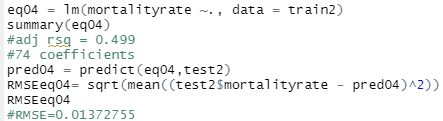 eq04 = lm(mortalityrate ~., data = train2)
summary(eq04)
#adj rsq = 0.499
#74 coefficients
pred04 = predict(eq04,test2)
RMSEeq04= sqrt(mean((test2$mortalityrate - pred04)^2))
RMSEeq04
#RMSE=0.01372755